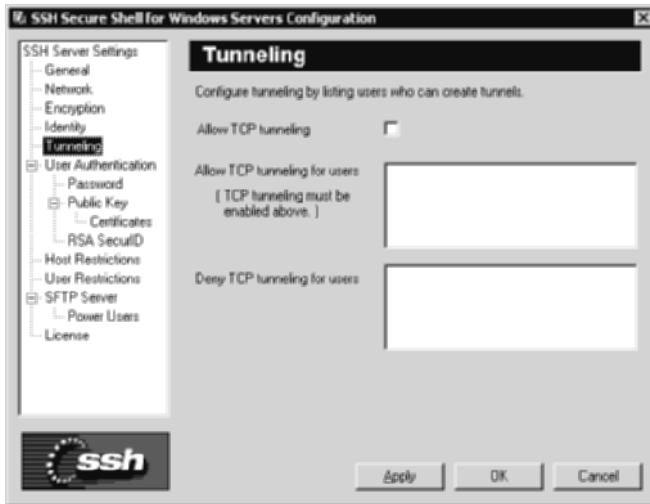 SSH Secure Shell for Windows Servers Configuration
SSH Server Settings
General
Network
Encryption
Identity
Tunneling
User Authentication
Password
Public Key
Certificates
RSA SecurID
Host Restrictions
User Restrictions
SFTP Server
Power Users
License
ssh
Tunneling
Configure tunneling by listing users who can create tunnels.
Allow TCP tunneling
Allow TCP tunneling for users
( TCP tunneling must be
enabled above. )
Deny TCP tunneling for users
Apply
OK
Cancel